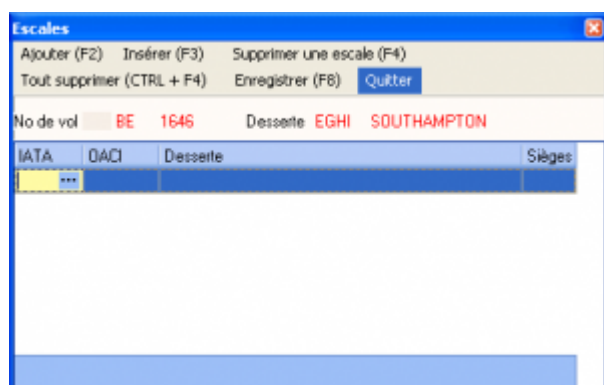 Escales
Ajouter (F2) Insérer (F3) Supprimer une escale (F4)
Tout supprimer (CTRL + F4) Enregistrer (F8) Quitter
No de vol BE 1646 Desserte EGHI SOUTHAMPTON
IATA OACI Desserte Sièges